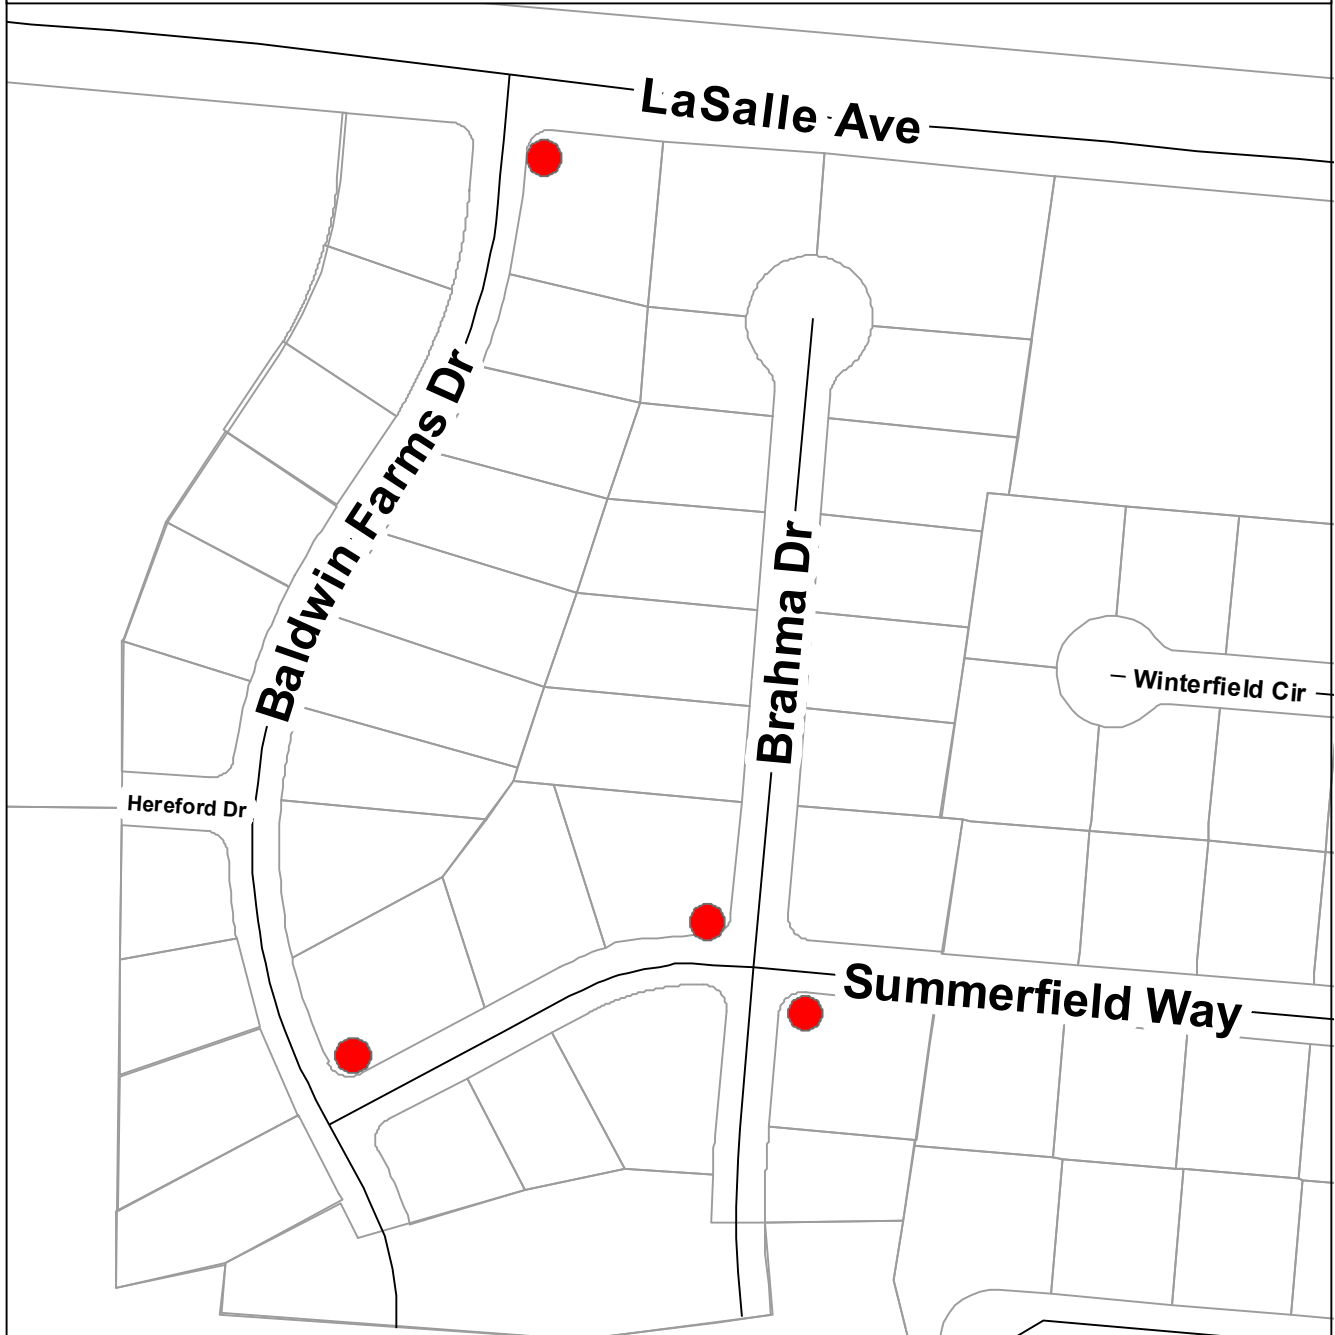 LaSalle Ave
Baldwin Farms Dr
Brahma Dr
Winterfield Cir
Hereford Dr
Summerfield Way